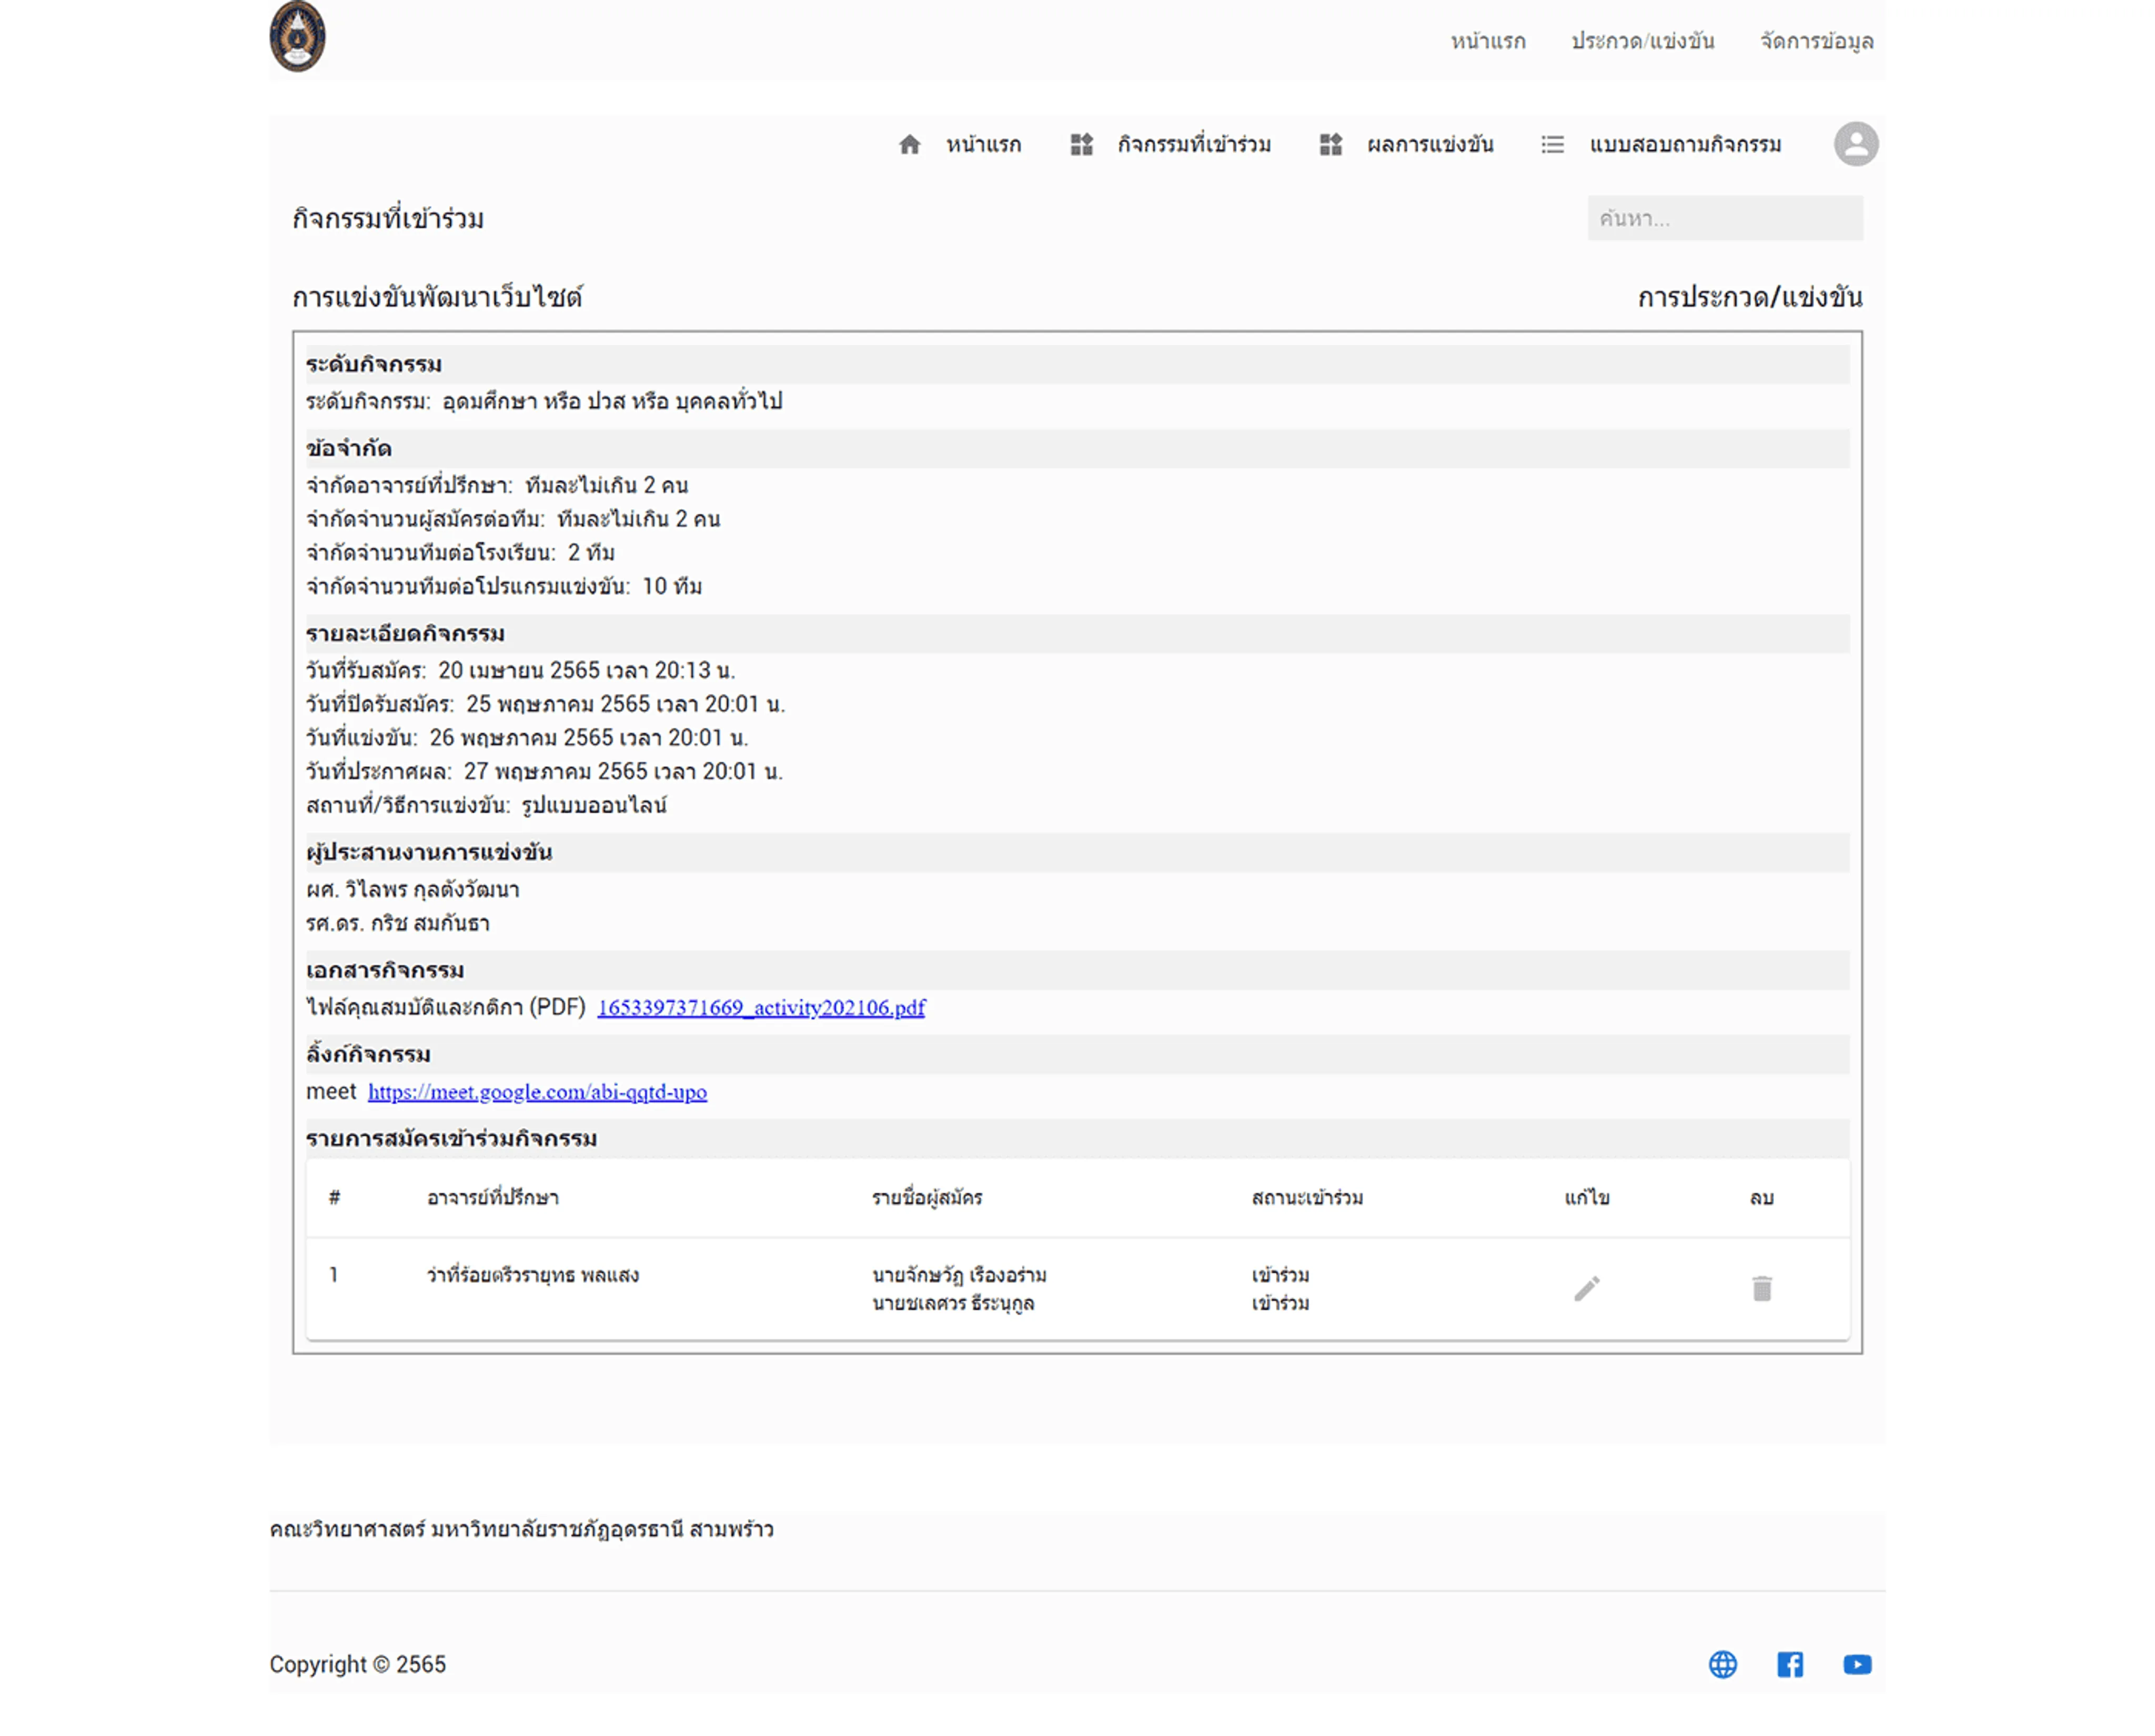 หน้าแรก ประกวด/แข่งขัน จัดการข้อมูล
หน้าแรก กิจกรรมที่เข้าร่วม ผลการแข่งขัน แบบสอบถามกิจกรรม
กิจกรรมที่เข้าร่วม ค้นหา...
การแข่งขันพัฒนาเว็บไซต์ การประกวด/แข่งขัน
ระดับกิจกรรม
ระดับกิจกรรม: อุดมศึกษา หรือ ปวส หรือ บุคคลทั่วไป
ข้อจำกัด
จำกัดอาจารย์ที่ปรึกษา: ทีมละไม่เกิน 2 คน
จำกัดจำนวนผู้สมัครต่อทีม: ทีมละไม่เกิน 2 คน
จำกัดจำนวนทีมต่อโรงเรียน: 2 ทีม
จำกัดจำนวนทีมต่อโปรแกรมแข่งขัน: 10 ทีม
รายละเอียดกิจกรรม
วันที่รับสมัคร: 20 เมษายน 2565 เวลา 20:13 น.
วันที่ปิดรับสมัคร: 25 พฤษภาคม 2565 เวลา 20:01 น.
วันที่แข่งขัน: 26 พฤษภาคม 2565 เวลา 20:01 น.
วันที่ประกาศผล: 27 พฤษภาคม 2565 เวลา 20:01 น.
สถานที่/วิธีการแข่งขัน: รูปแบบออนไลน์
ผู้ประสานงานการแข่งขัน
ผศ. วิไลพร กุลตังวัฒนา
รศ.ดร. กริช สมกันธา
เอกสารกิจกรรม
ไฟล์คุณสมบัติและกติกา (PDF) 1653397371669_activity202106.pdf
ลิ้งก์กิจกรรม
meet https://meet.google.com/abi-qqtd-upo
รายการสมัครเข้าร่วมกิจกรรม
# อาจารย์ที่ปรึกษา รายชื่อผู้สมัคร สถานะเข้าร่วม แก้ไข ลบ
1 ว่าที่ร้อยตรีวรายุทธ พลแสง นายจักษวัฏ เรืองอร่าม เข้าร่วม
นายชเลศวร ธีระนุกูล เข้าร่วม
คณะวิทยาศาสตร์ มหาวิทยาลัยราชภัฏอุดรธานี สามพร้าว
Copyright © 2565